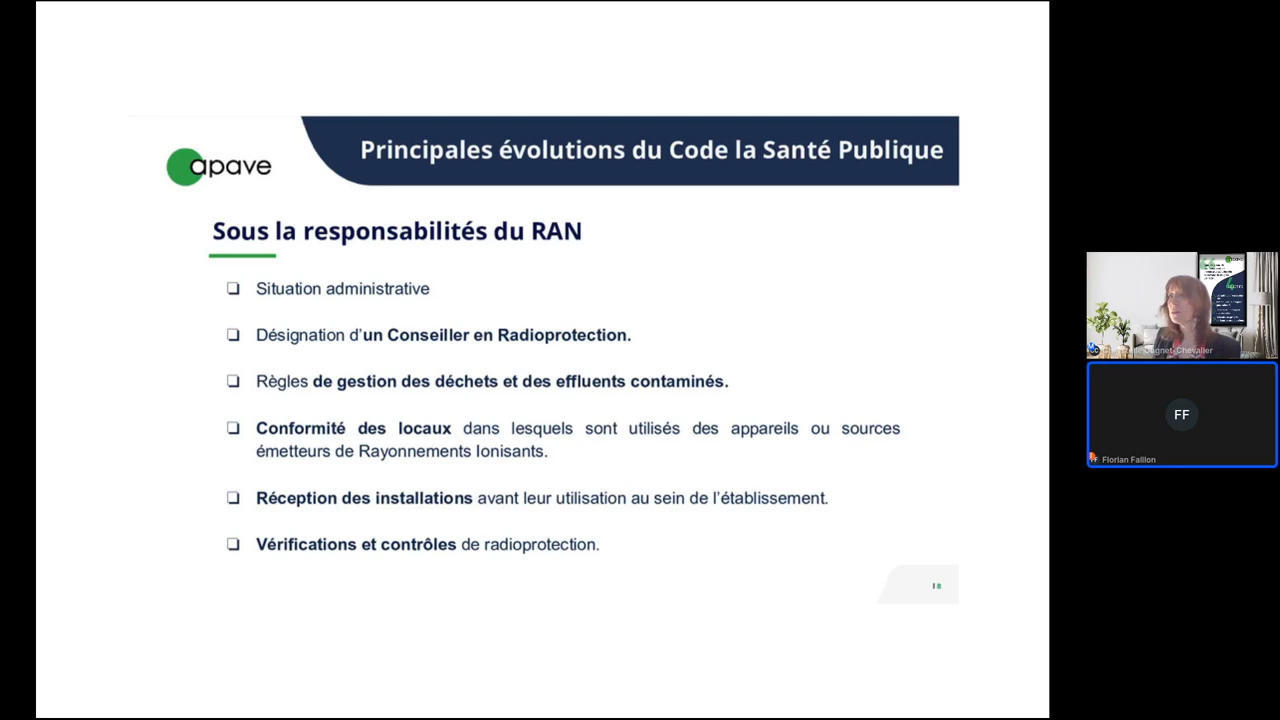 apave
Principales évolutions du Code la Santé Publique
Sous la responsabilités du RAN
Situation administrative
Désignation d'un Conseiller en Radioprotection.
Règles de gestion des déchets et des effluents contaminés.
Conformité des locaux dans lesquels sont utilisés des appareils ou sources
émetteurs de Rayonnements Ionisants.
Réception des installations avant leur utilisation au sein de l'établissement.
Vérifications et contrôles de radioprotection.
FF
Florian Faillon